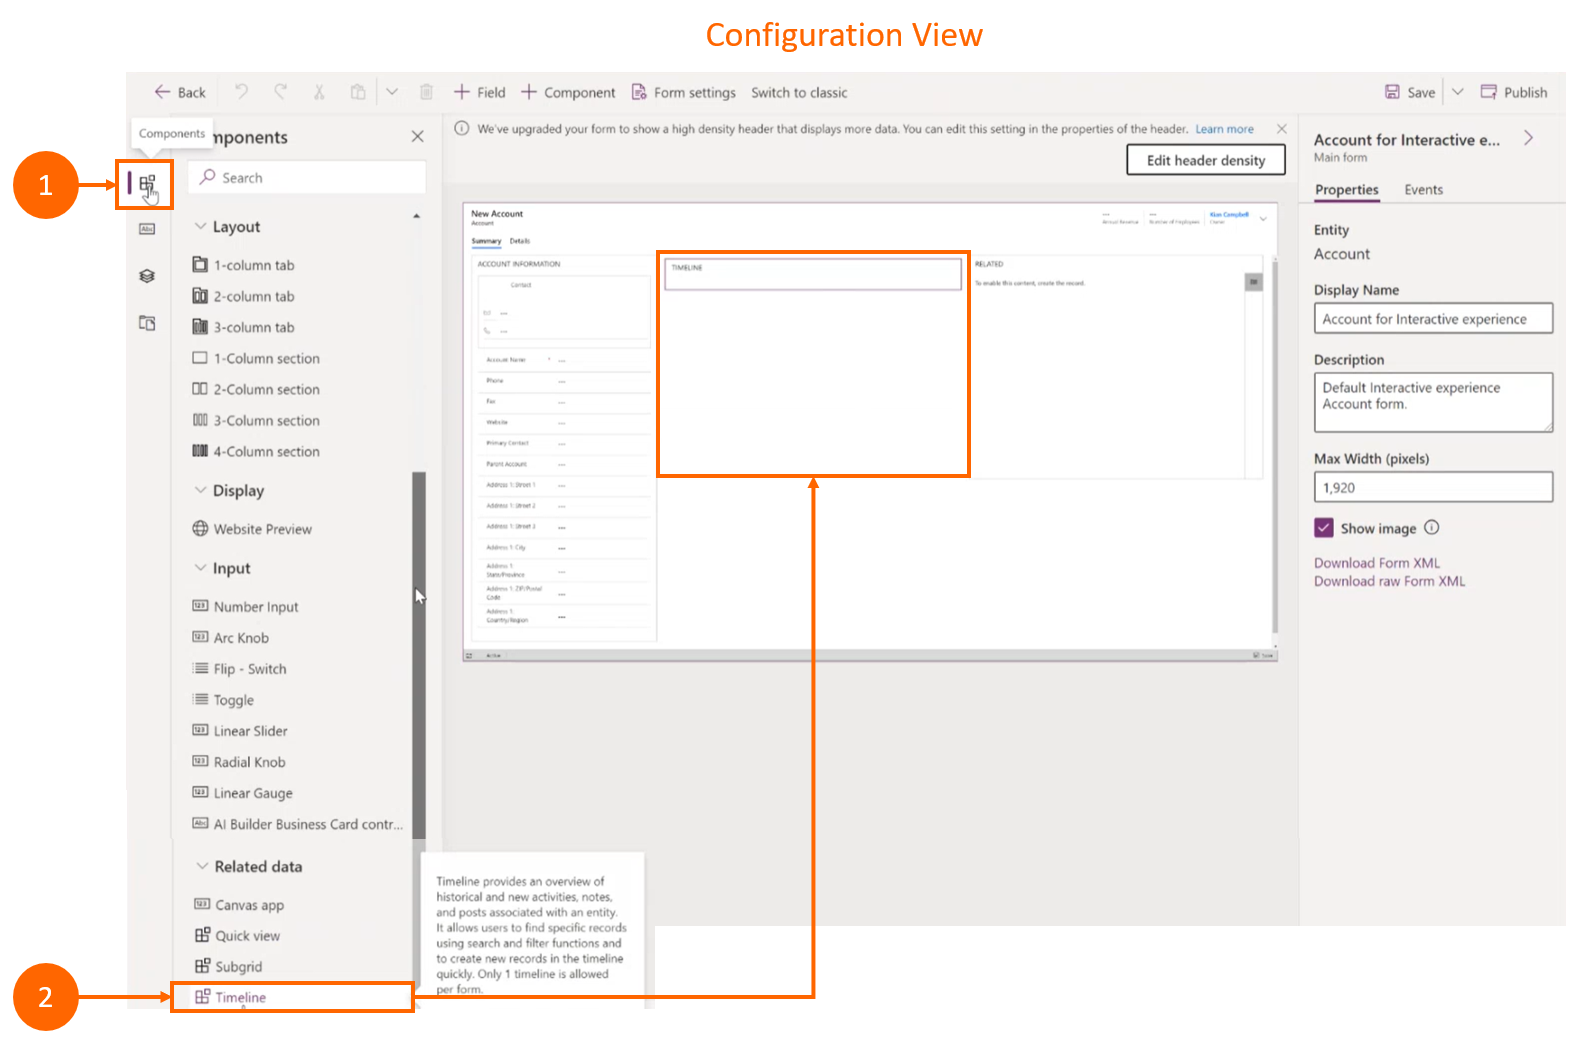 Configuration View
Back
Field
Component
Form settings
Switch to classic
Save
Publish
Components
mponents
Search
1
Layout
1-column tab
2-column tab
3-column tab
1-Column section
2-Column section
3-Column section
4-Column section
Display
Website Preview
Input
Number Input
Arc Knob
Flip - Switch
Toggle
Linear Slider
Radial Knob
Linear Gauge
AI Builder Business Card contr...
Related data
Canvas app
Quick view
Subgrid
2
Timeline
Timeline provides an overview of
historical and new activities, notes,
and posts associated with an entity.
It allows users to find specific records
using search and filter functions and
to create new records in the timeline
quickly. Only 1 timeline is allowed
per form.
We've upgraded your form to show a high density header that displays more data. You can edit this setting in the properties of the header. Learn more
Edit header density
New Account
Account
Summary Details
--- Annual Revenue
--- Number of Employees
Kian Campbell
Owner
ACCOUNT INFORMATION
Contact
---
---
Account Name * ---
Phone ---
Fax ---
Website ---
Primary Contact ---
Parent Account ---
Address 1: Street 1 ---
Address 1: Street 2 ---
Address 1: Street 3 ---
Address 1: City ---
Address 1:
State/Province ---
Address 1: ZIP/Postal
Code ---
Address 1:
Country/Region ---
TIMELINE
RELATED
To enable this content, create the record.
Active
Save
Account for Interactive e...
Main form
Properties Events
Entity
Account
Display Name
Account for Interactive experience
Description
Default Interactive experience
Account form.
Max Width (pixels)
1,920
Show image
Download Form XML
Download raw Form XML